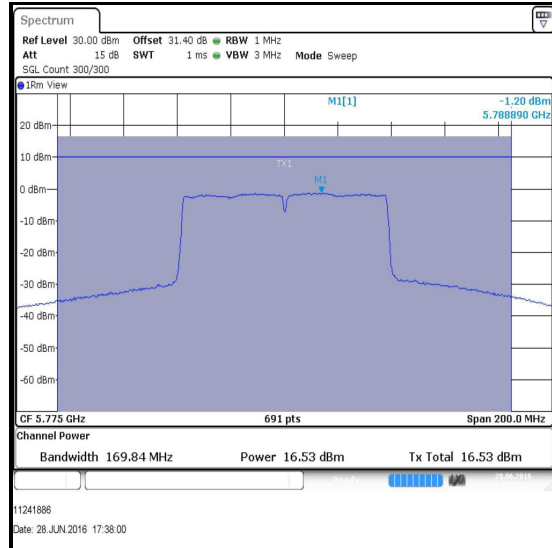 Spectrum
Ref Level 30.00 dBm Offset 31.40 dB RBW 1 MHz
Att 15 dB SWT 1 ms VBW 3 MHz Mode Sweep
SGL Count 300/300
1Rm View
M1[1] -1.20 dBm
5.788890 GHz
20 dBm
10 dBm
TX1
M1
0 dBm
-10 dBm
-20 dBm
-30 dBm
-40 dBm
-50 dBm
-60 dBm
CF 5.775 GHz 691 pts Span 200.0 MHz
Channel Power
Bandwidth 169.84 MHz Power 16.53 dBm Tx Total 16.53 dBm
Ready 28.06.2016
11241886
Date: 28.JUN.2016 17:38:00